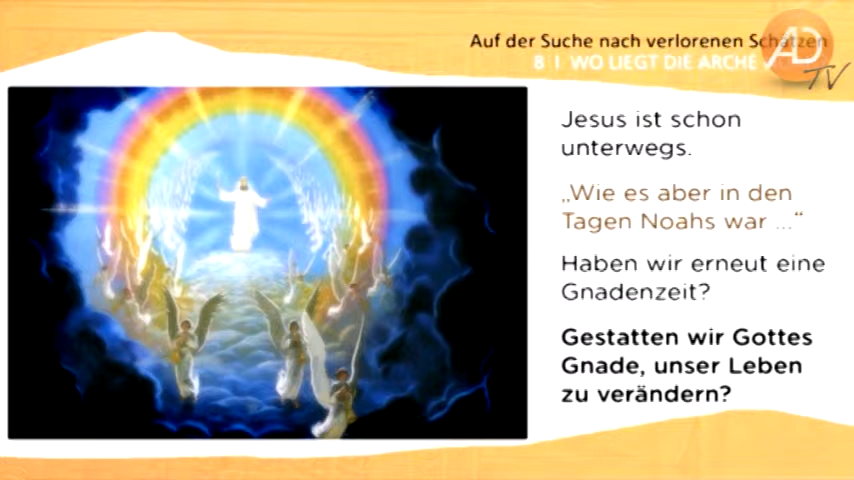 Auf der Suche nach verlorenen Schätzen
8 | WO LIEGT DIE ARCHE
AD
TV
Jesus ist schon
unterwegs.
„Wie es aber in den
Tagen Noahs war ...“
Haben wir erneut eine
Gnadenzeit?
Gestatten wir Gottes
Gnade, unser Leben
zu verändern?